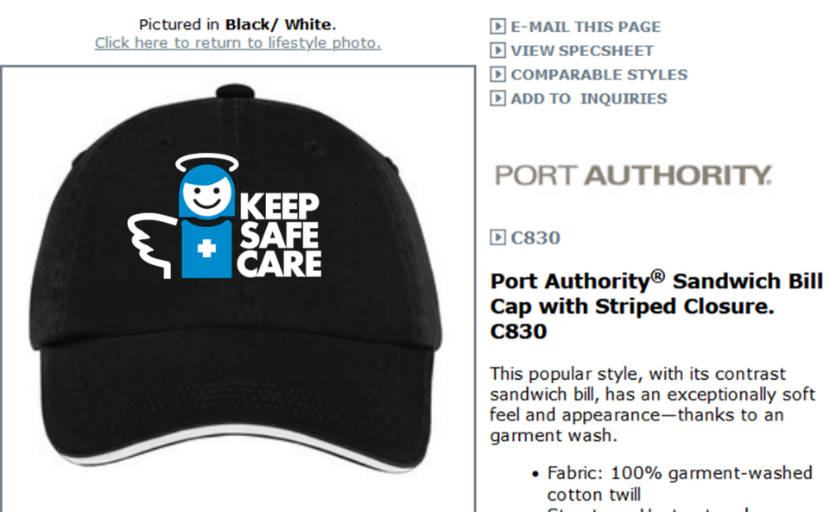 Pictured in Black/ White.
Click here to return to lifestyle photo.
KEEP
SAFE
CARE
E-MAIL THIS PAGE
VIEW SPECSHEET
COMPARABLE STYLES
ADD TO INQUIRIES
PORT AUTHORITY.
C830
Port Authority® Sandwich Bill
Cap with Striped Closure.
C830
This popular style, with its contrast
sandwich bill, has an exceptionally soft
feel and appearance—thanks to an
garment wash.
• Fabric: 100% garment-washed
cotton twill